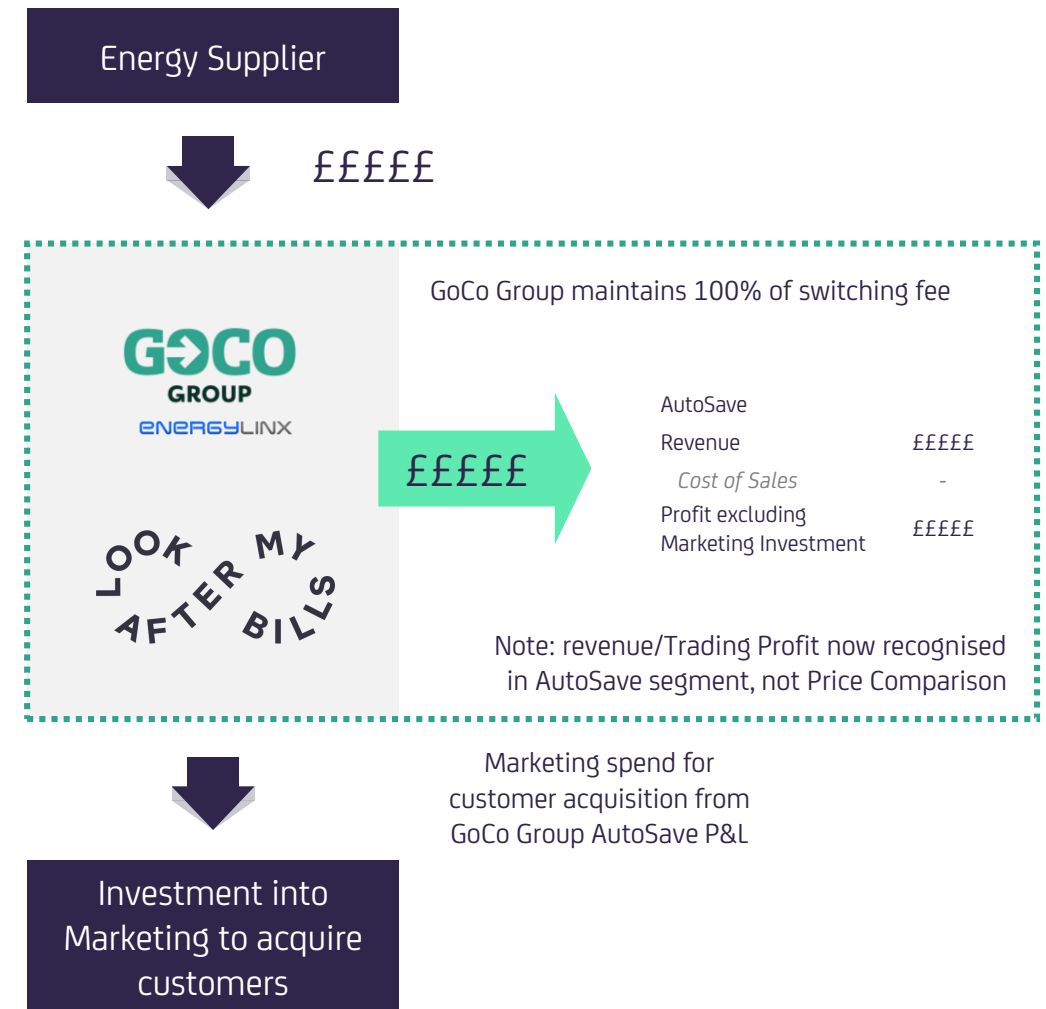 Energy Supplier
£££££
GoCo Group maintains 100% of switching fee
GOCO
GROUP
ENERGYLINX
£££££
AutoSave
Revenue £££££
Cost of Sales -
Profit excluding
Marketing Investment £££££
LOOK AFTER MY BILLS
Note: revenue/Trading Profit now recognised
in AutoSave segment, not Price Comparison
Marketing spend for
customer acquisition from
GoCo Group AutoSave P&L
Investment into
Marketing to acquire
customers